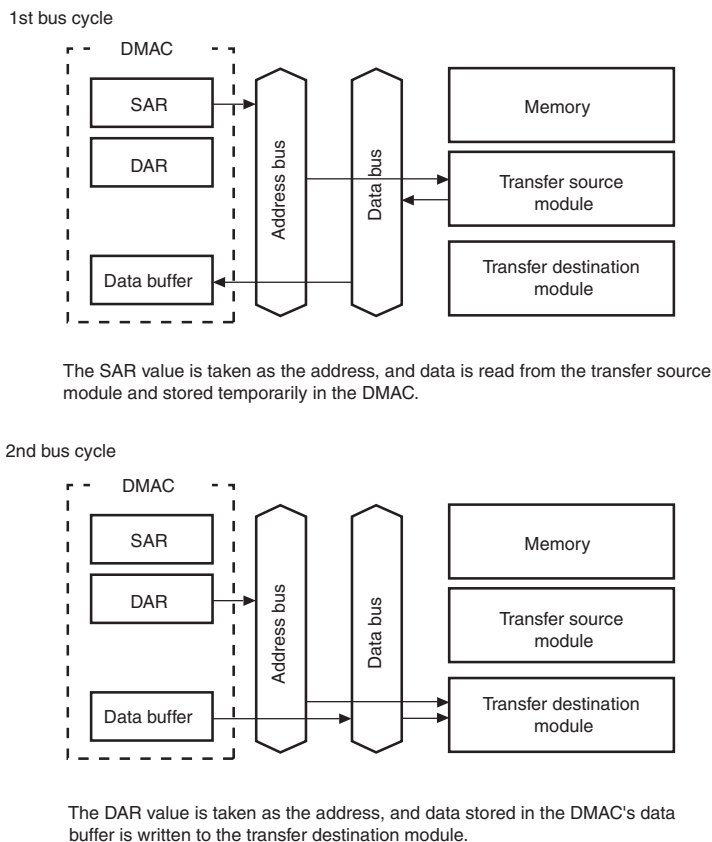 1st bus cycle
DMAC
SAR
DAR
Data buffer
Address bus
Data bus
Memory
Transfer source
module
Transfer destination
module
The SAR value is taken as the address, and data is read from the transfer source
module and stored temporarily in the DMAC.
2nd bus cycle
DMAC
SAR
DAR
Data buffer
Address bus
Data bus
Memory
Transfer source
module
Transfer destination
module
The DAR value is taken as the address, and data stored in the DMAC's data
buffer is written to the transfer destination module.